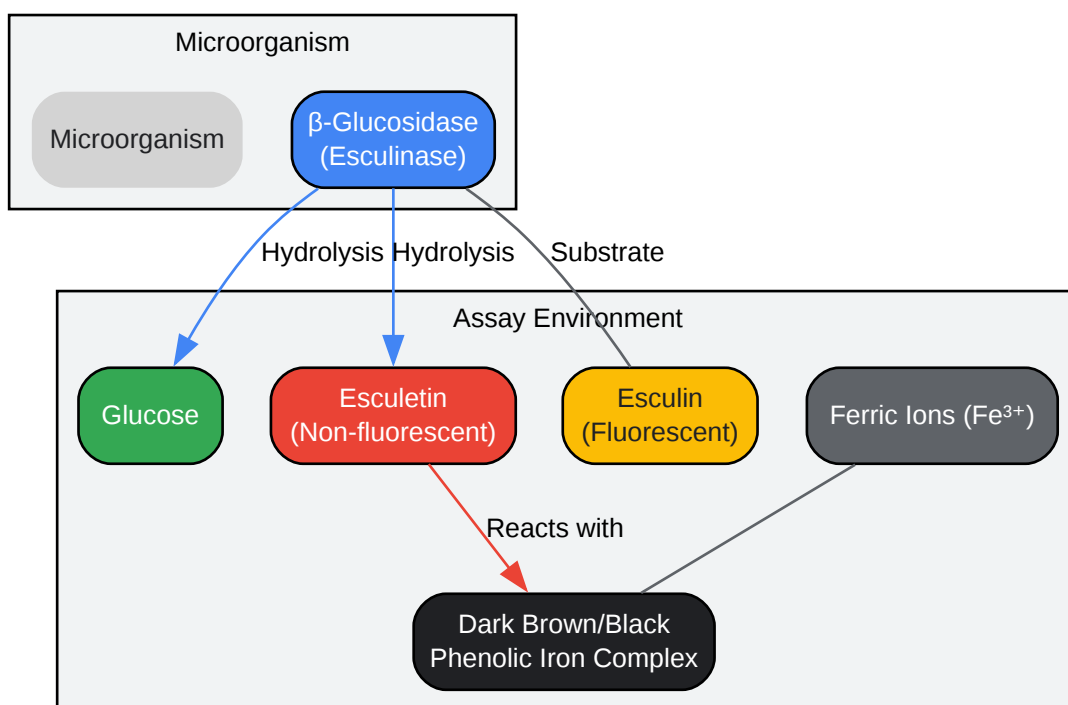 Microorganism
Microorganism
β-Glucosidase
(Esculinase)
Hydrolysis
Hydrolysis
Substrate
Assay Environment
Glucose
Esculetin
(Non-fluorescent)
Esculin
(Fluorescent)
Ferric Ions (Fe³⁺)
Reacts with
Dark Brown/Black
Phenolic Iron Complex